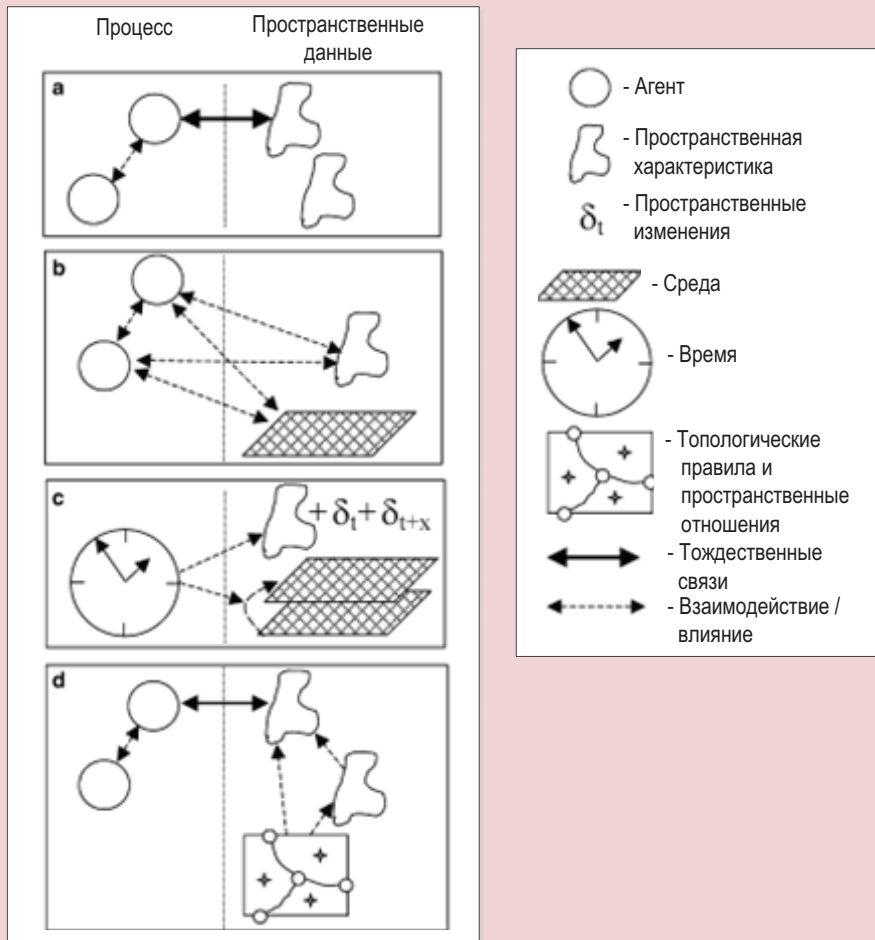 Процесс
Пространственные
данные
a
b
c
+ δt + δt+x
d
- Агент
- Пространственная
характеристика
δt
- Пространственные
изменения
- Среда
- Время
- Топологические
правила и
пространственные
отношения
- Тождественные
связи
- Взаимодействие /
влияние